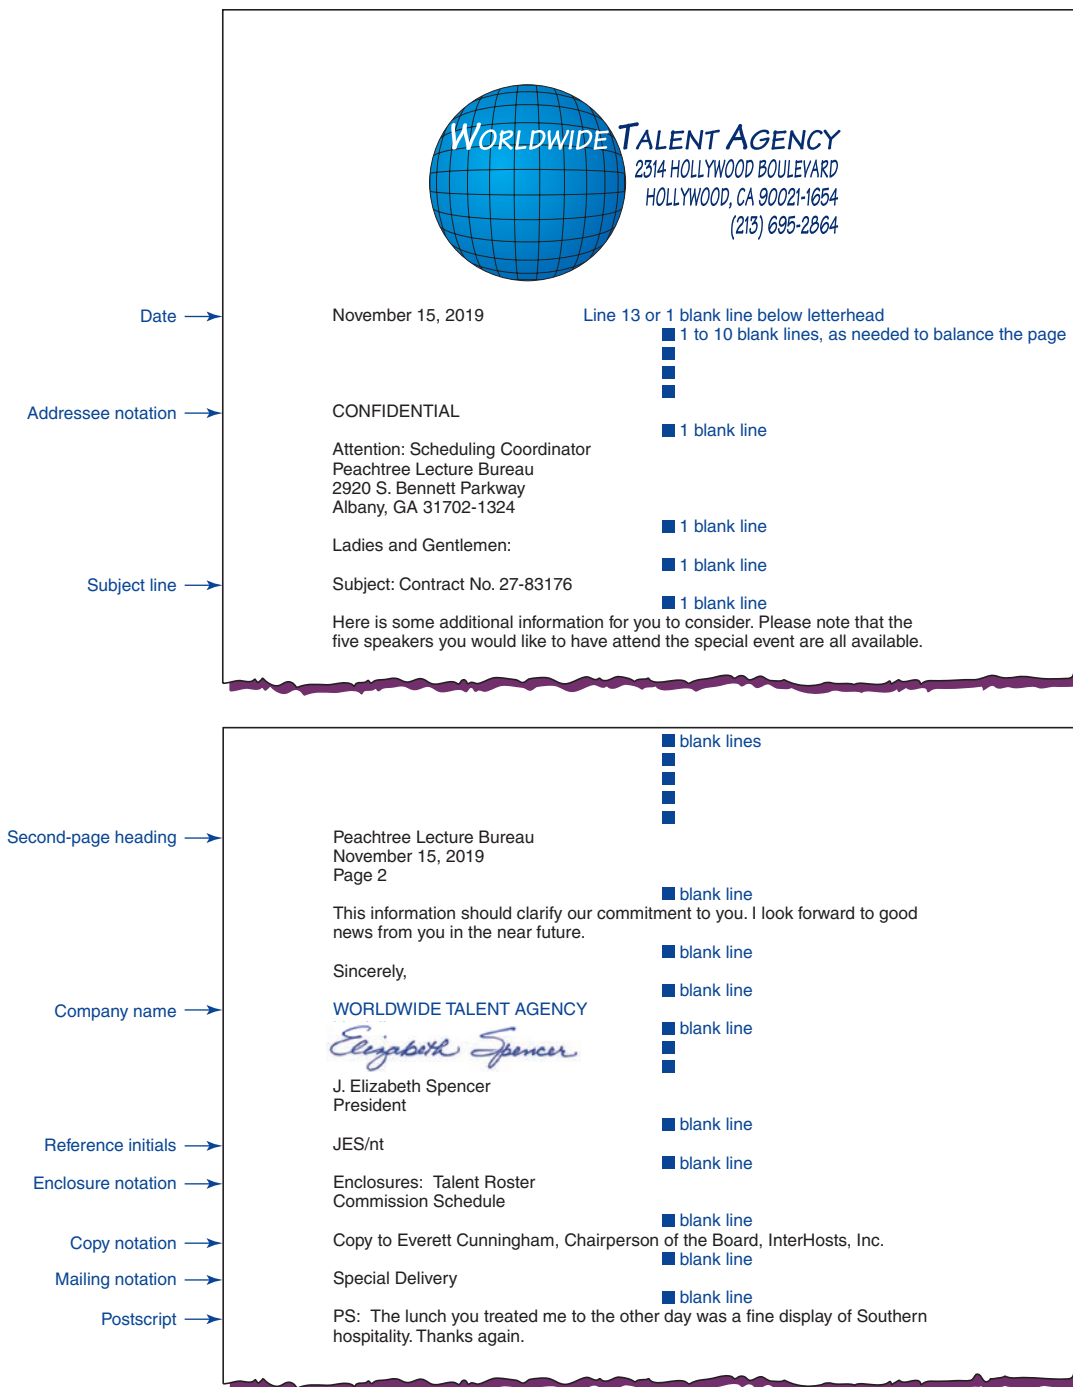 WORLDWIDE TALENT AGENCY
2314 HOLLYWOOD BOULEVARD
HOLLYWOOD, CA 90021-1654
(213) 695-2864
Date
November 15, 2019
Line 13 or 1 blank line below letterhead
1 to 10 blank lines, as needed to balance the page
Addressee notation
CONFIDENTIAL
1 blank line
Attention: Scheduling Coordinator
Peachtree Lecture Bureau
2920 S. Bennett Parkway
Albany, GA 31702-1324
1 blank line
Ladies and Gentlemen:
1 blank line
Subject line
Subject: Contract No. 27-83176
1 blank line
Here is some additional information for you to consider. Please note that the
five speakers you would like to have attend the special event are all available.
blank lines
Second-page heading
Peachtree Lecture Bureau
November 15, 2019
Page 2
blank line
This information should clarify our commitment to you. I look forward to good
news from you in the near future.
blank line
Sincerely,
blank line
Company name
WORLDWIDE TALENT AGENCY
blank line
Elizabeth Spencer
J. Elizabeth Spencer
President
blank line
Reference initials
JES/nt
blank line
Enclosure notation
Enclosures: Talent Roster
Commission Schedule
blank line
Copy notation
Copy to Everett Cunningham, Chairperson of the Board, InterHosts, Inc.
blank line
Mailing notation
Special Delivery
blank line
Postscript
PS: The lunch you treated me to the other day was a fine display of Southern
hospitality. Thanks again.